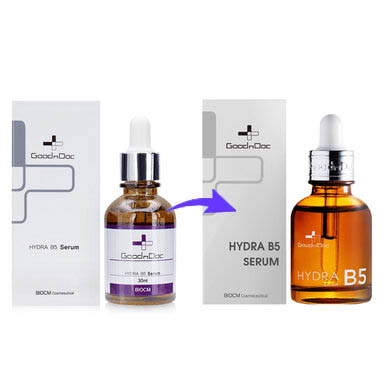 GoodnDoc
HYDRA B5 Serum
BIOCM Cosmeceutical
GoodnDoc
HYDRA B5 Serum
30ml
BIOCM
GoodnDoc
HYDRA B5
SERUM
BIOCM Cosmeceutical
GoodnDoc
HYDRA B5